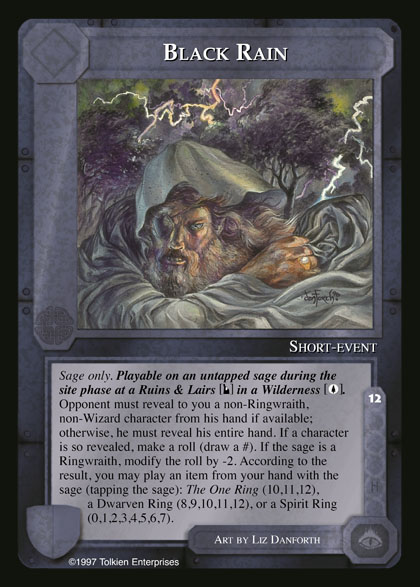 BLACK RAIN
DANFORTH
SHORT-EVENT
Sage only. Playable on an untapped sage during the
site phase at a Ruins & Lairs [] in a Wilderness [].
Opponent must reveal to you a non-Ringwraith,
non-Wizard character from his hand if available;
otherwise, he must reveal his entire hand. If a character
is so revealed, make a roll (draw a #). If the sage is a
Ringwraith, modify the roll by -2. According to the
result, you may play an item from your hand with the
sage (tapping the sage): The One Ring (10,11,12),
a Dwarven Ring (8,9,10,11,12), or a Spirit Ring
(0,1,2,3,4,5,6,7).
12
H
ART BY LIZ DANFORTH
©1997 Tolkien Enterprises